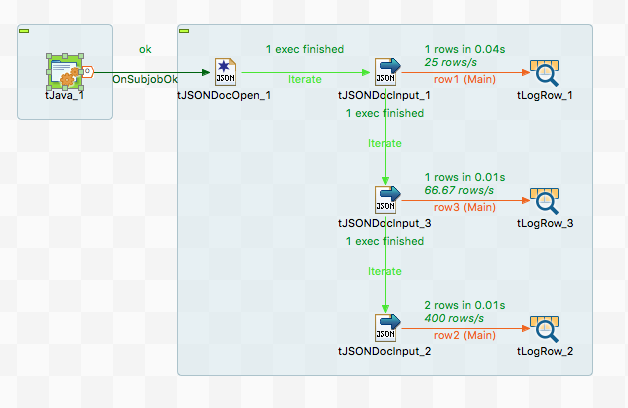 ok
OnSubjobOk
tJava_1
1 exec finished
Iterate
JSON
tJSONDocOpen_1
1 rows in 0.04s
25 rows/s
row1 (Main)
JSON
tJSONDocInput_1
tLogRow_1
1 exec finished
Iterate
1 rows in 0.01s
66.67 rows/s
row3 (Main)
JSON
tJSONDocInput_3
tLogRow_3
1 exec finished
Iterate
2 rows in 0.01s
400 rows/s
row2 (Main)
JSON
tJSONDocInput_2
tLogRow_2